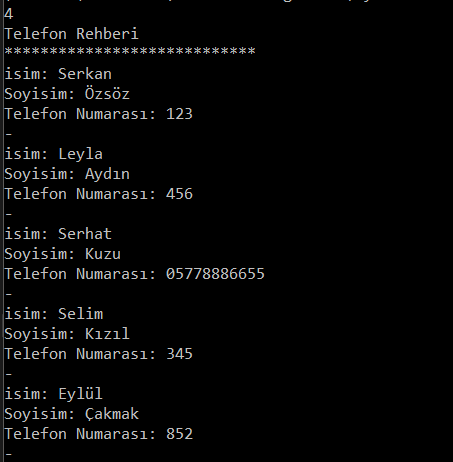 4
Telefon Rehberi
****************************
isim: Serkan
Soyisim: Özsöz
Telefon Numarası: 123
-
isim: Leyla
Soyisim: Aydın
Telefon Numarası: 456
-
isim: Serhat
Soyisim: Kuzu
Telefon Numarası: 05778886655
-
isim: Selim
Soyisim: Kızıl
Telefon Numarası: 345
-
isim: Eylül
Soyisim: Çakmak
Telefon Numarası: 852
-